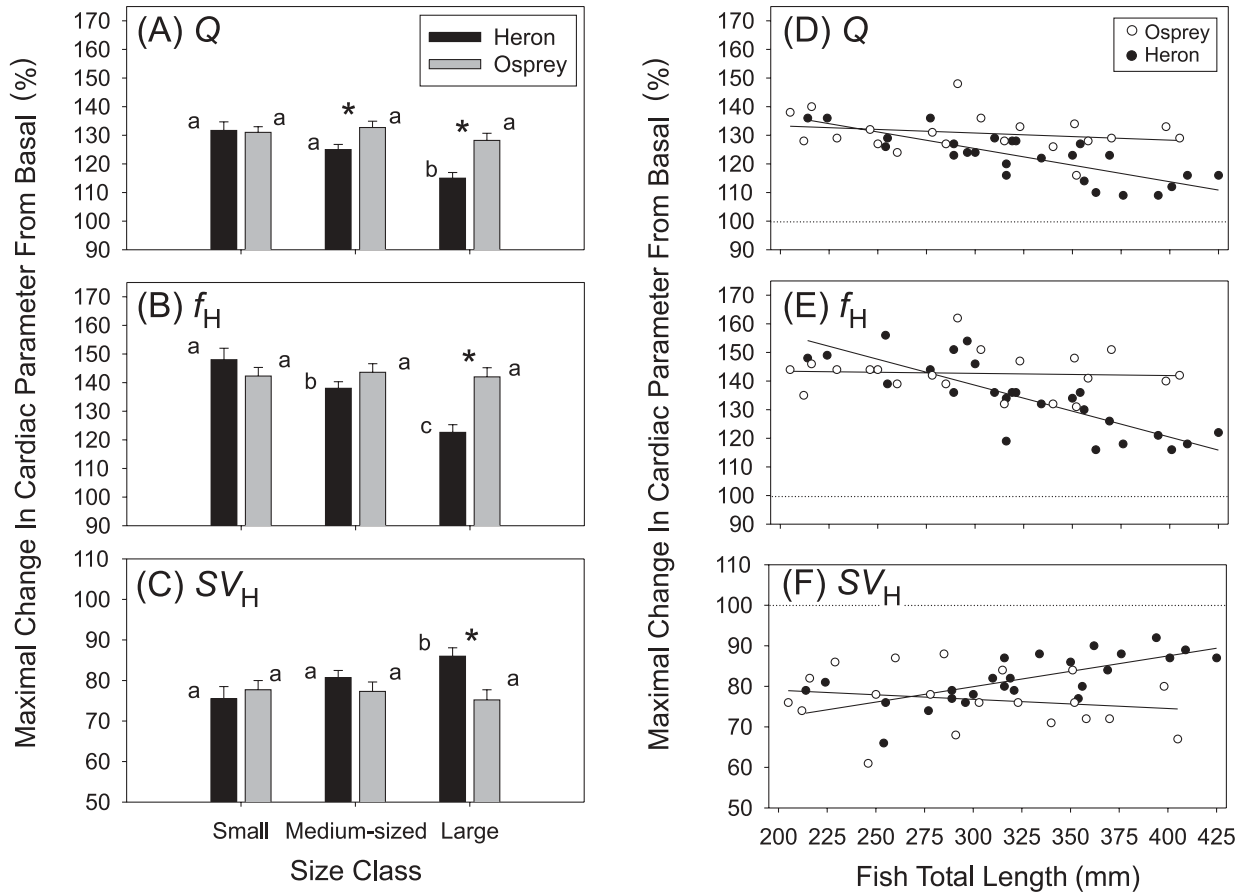 Maximal Change In Cardiac Parameter From Basal (%)
(A) Q
Heron
Osprey
170
160
150
140
130
120
110
100
90
a
a
a
*
a
b
*
a
(B) fH
170
160
150
140
130
120
110
100
90
a
a
b
a
c
*
a
(C) SVH
110
100
90
80
70
60
50
a
a
a
a
b
*
a
Small
Medium-sized
Large
Size Class
Maximal Change In Cardiac Parameter From Basal (%)
(D) Q
Osprey
Heron
170
160
150
140
130
120
110
100
90
(E) fH
170
160
150
140
130
120
110
100
90
(F) SVH
110
100
90
80
70
60
50
200 225 250 275 300 325 350 375 400 425
Fish Total Length (mm)